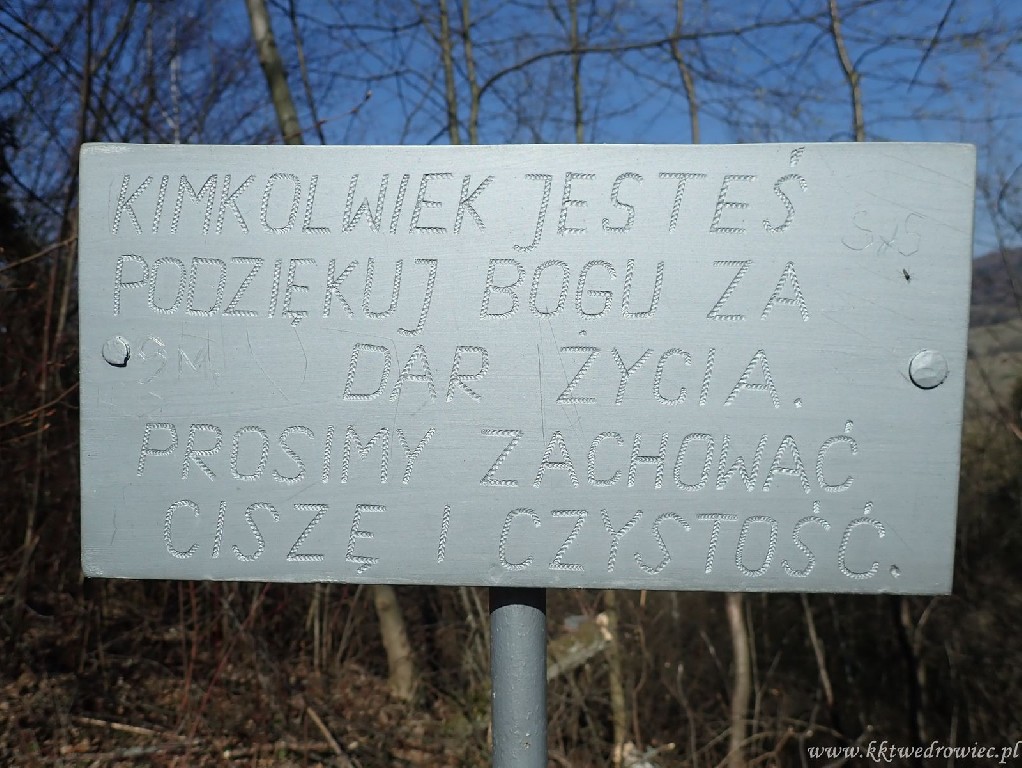 KIMKOLWIEK JESTEŚ
PODZIĘKUJ BOGU ZA
DAR ŻYCIA.
PROSIMY ZACHOWAĆ
CISZĘ I CZYSTOŚĆ.
www.kktwedrowiec.pl